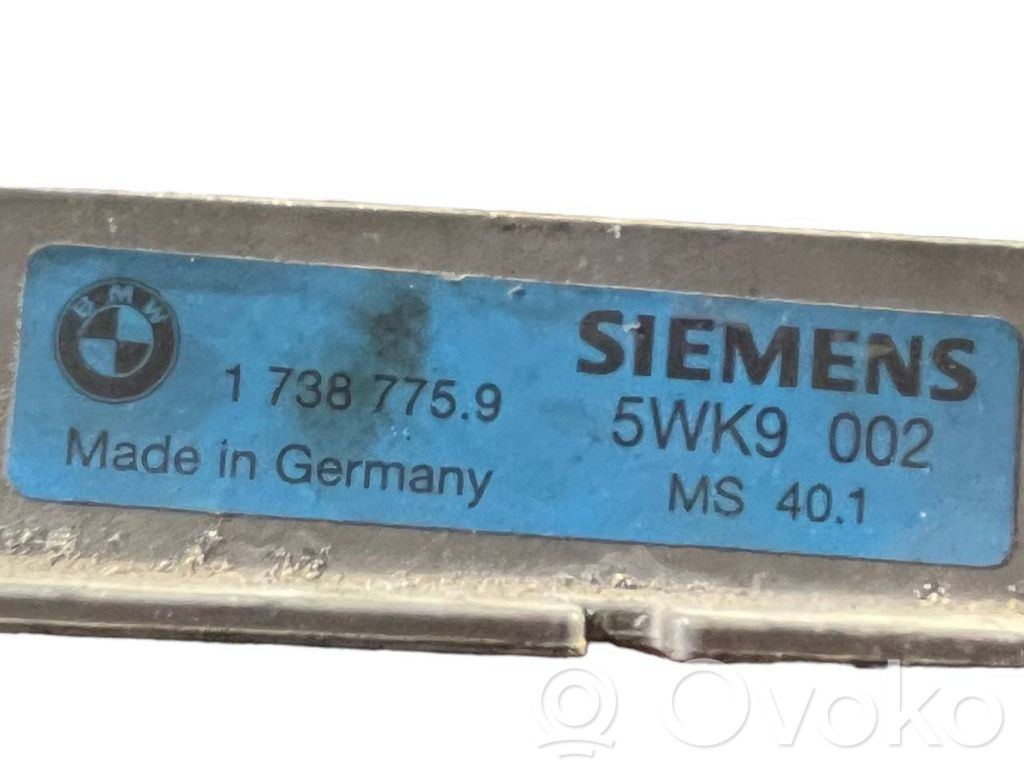 BMW
1 738 775.9
Made in Germany
SIEMENS
5WK9 002
MS 40.1
Ovoko